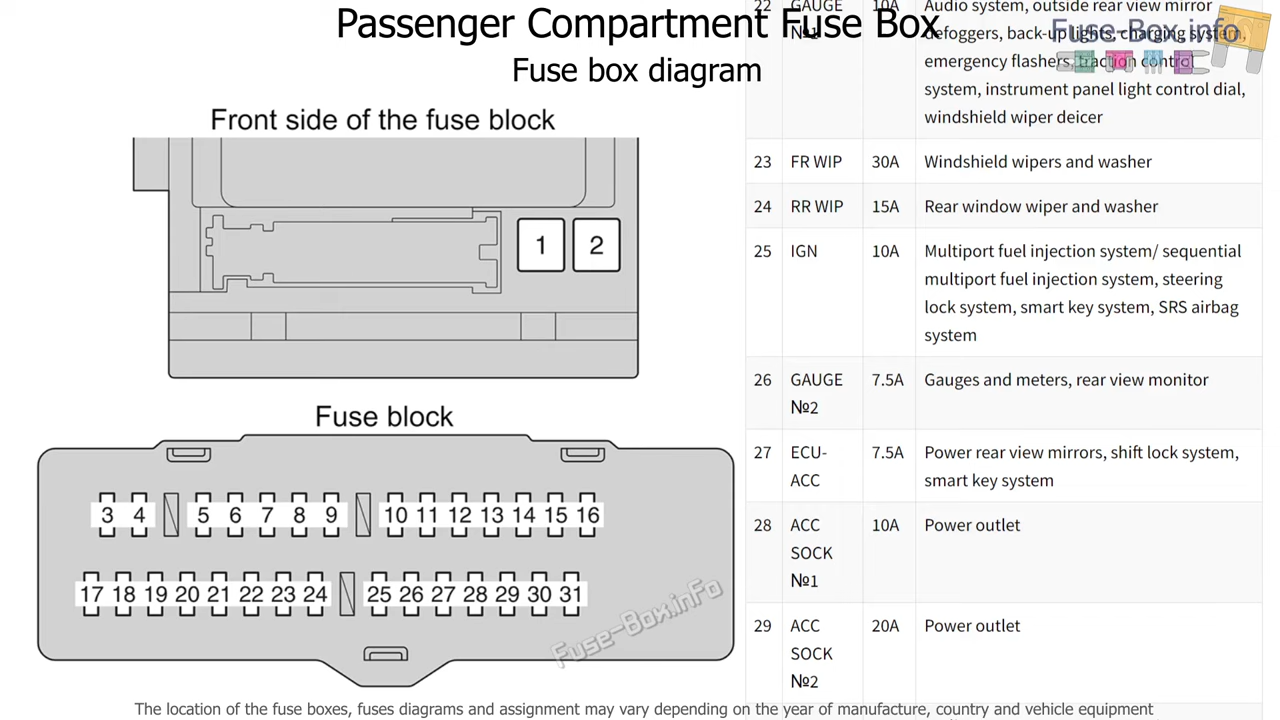 Passenger Compartment Fuse Box
Fuse box diagram
Fuse-Box.info
Front side of the fuse block
1 2
Fuse block
3 4 5 6 7 8 9 10 11 12 13 14 15 16
17 18 19 20 21 22 23 24 25 26 27 28 29 30 31
Fuse-Box.inFo
22 GAUGE 10A Audio system, outside rear view mirror
№1 defoggers, back-up lights, charging system,
emergency flashers, traction control
system, instrument panel light control dial,
windshield wiper deicer
23 FR WIP 30A Windshield wipers and washer
24 RR WIP 15A Rear window wiper and washer
25 IGN 10A Multiport fuel injection system/ sequential
multiport fuel injection system, steering
lock system, smart key system, SRS airbag
system
26 GAUGE 7.5A Gauges and meters, rear view monitor
№2
27 ECU- 7.5A Power rear view mirrors, shift lock system,
ACC smart key system
28 ACC 10A Power outlet
SOCK
№1
29 ACC 20A Power outlet
SOCK
№2
The location of the fuse boxes, fuses diagrams and assignment may vary depending on the year of manufacture, country and vehicle equipment